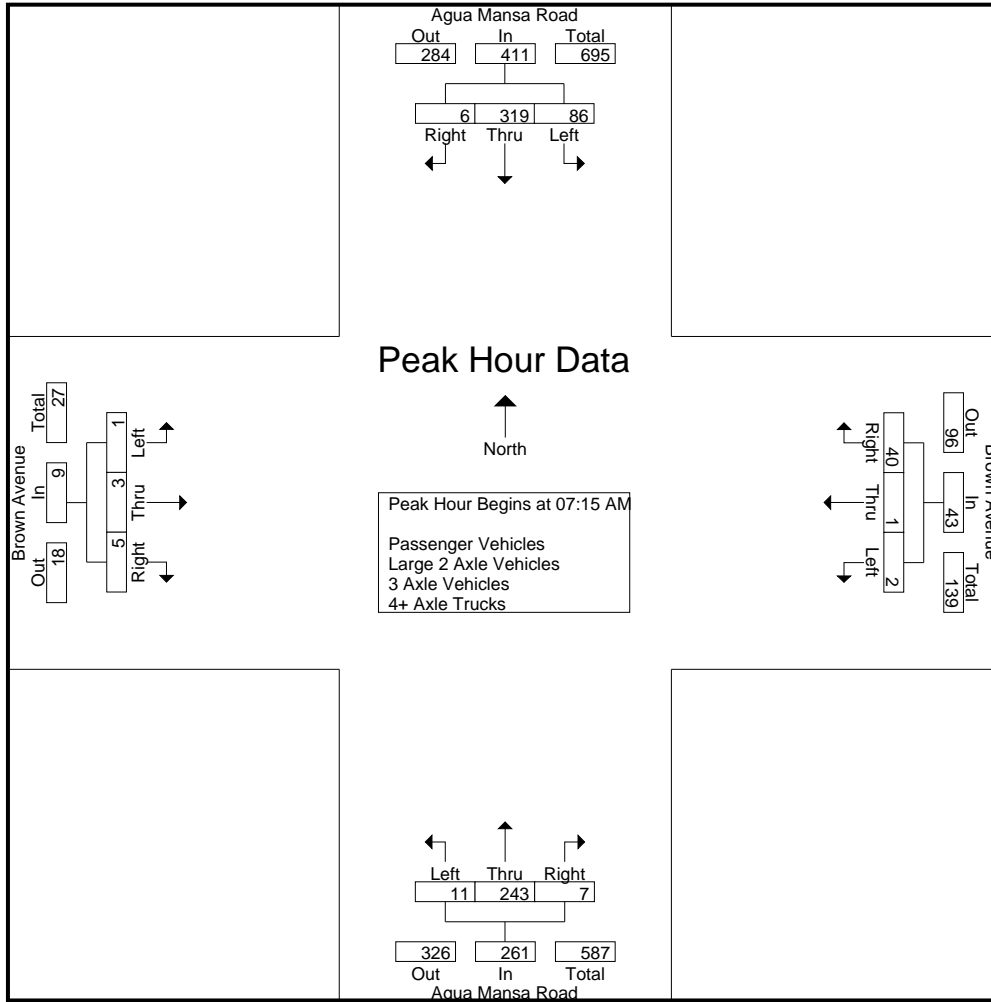 Agua Mansa Road
Out In Total
284 411 695
6 319 86
Right Thru Left
Peak Hour Data
North
Peak Hour Begins at 07:15 AM
Passenger Vehicles
Large 2 Axle Vehicles
3 Axle Vehicles
4+ Axle Trucks
Brown Avenue
Out In Total
18 9 27
5 3 1
Right Thru Left
Brown Avenue
Out In Total
96 43 139
40 1 2
Right Thru Left
Left Thru Right
11 243 7
326 261 587
Out In Total
Agua Mansa Road